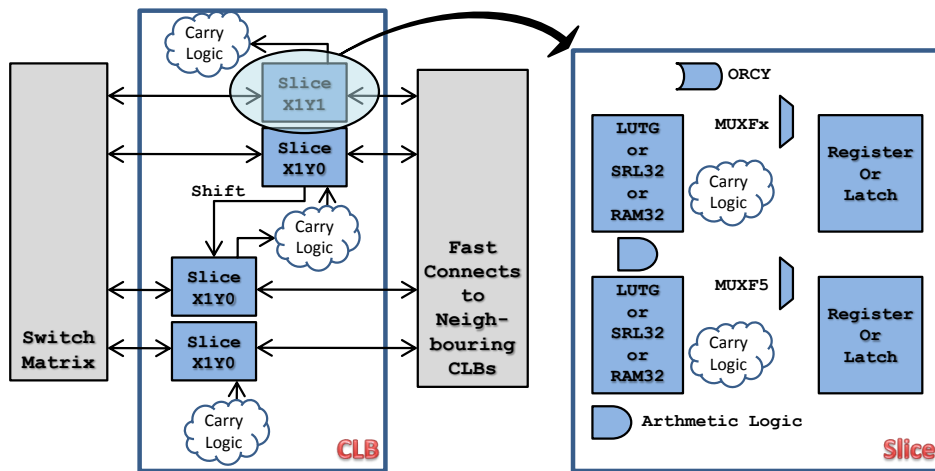 Carry
Logic
Slice
X1Y1
Slice
X1Y0
Shift
Carry
Logic
Slice
X1Y0
Slice
X1Y0
Carry
Logic
CLB
Switch
Matrix
Fast
Connects
to
Neigh-
bouring
CLBs
ORCY
MUXFx
LUTG
or
SRL32
or
RAM32
Carry
Logic
Register
Or
Latch
MUXF5
LUTG
or
SRL32
or
RAM32
Carry
Logic
Register
Or
Latch
Arthmetic Logic
Slice